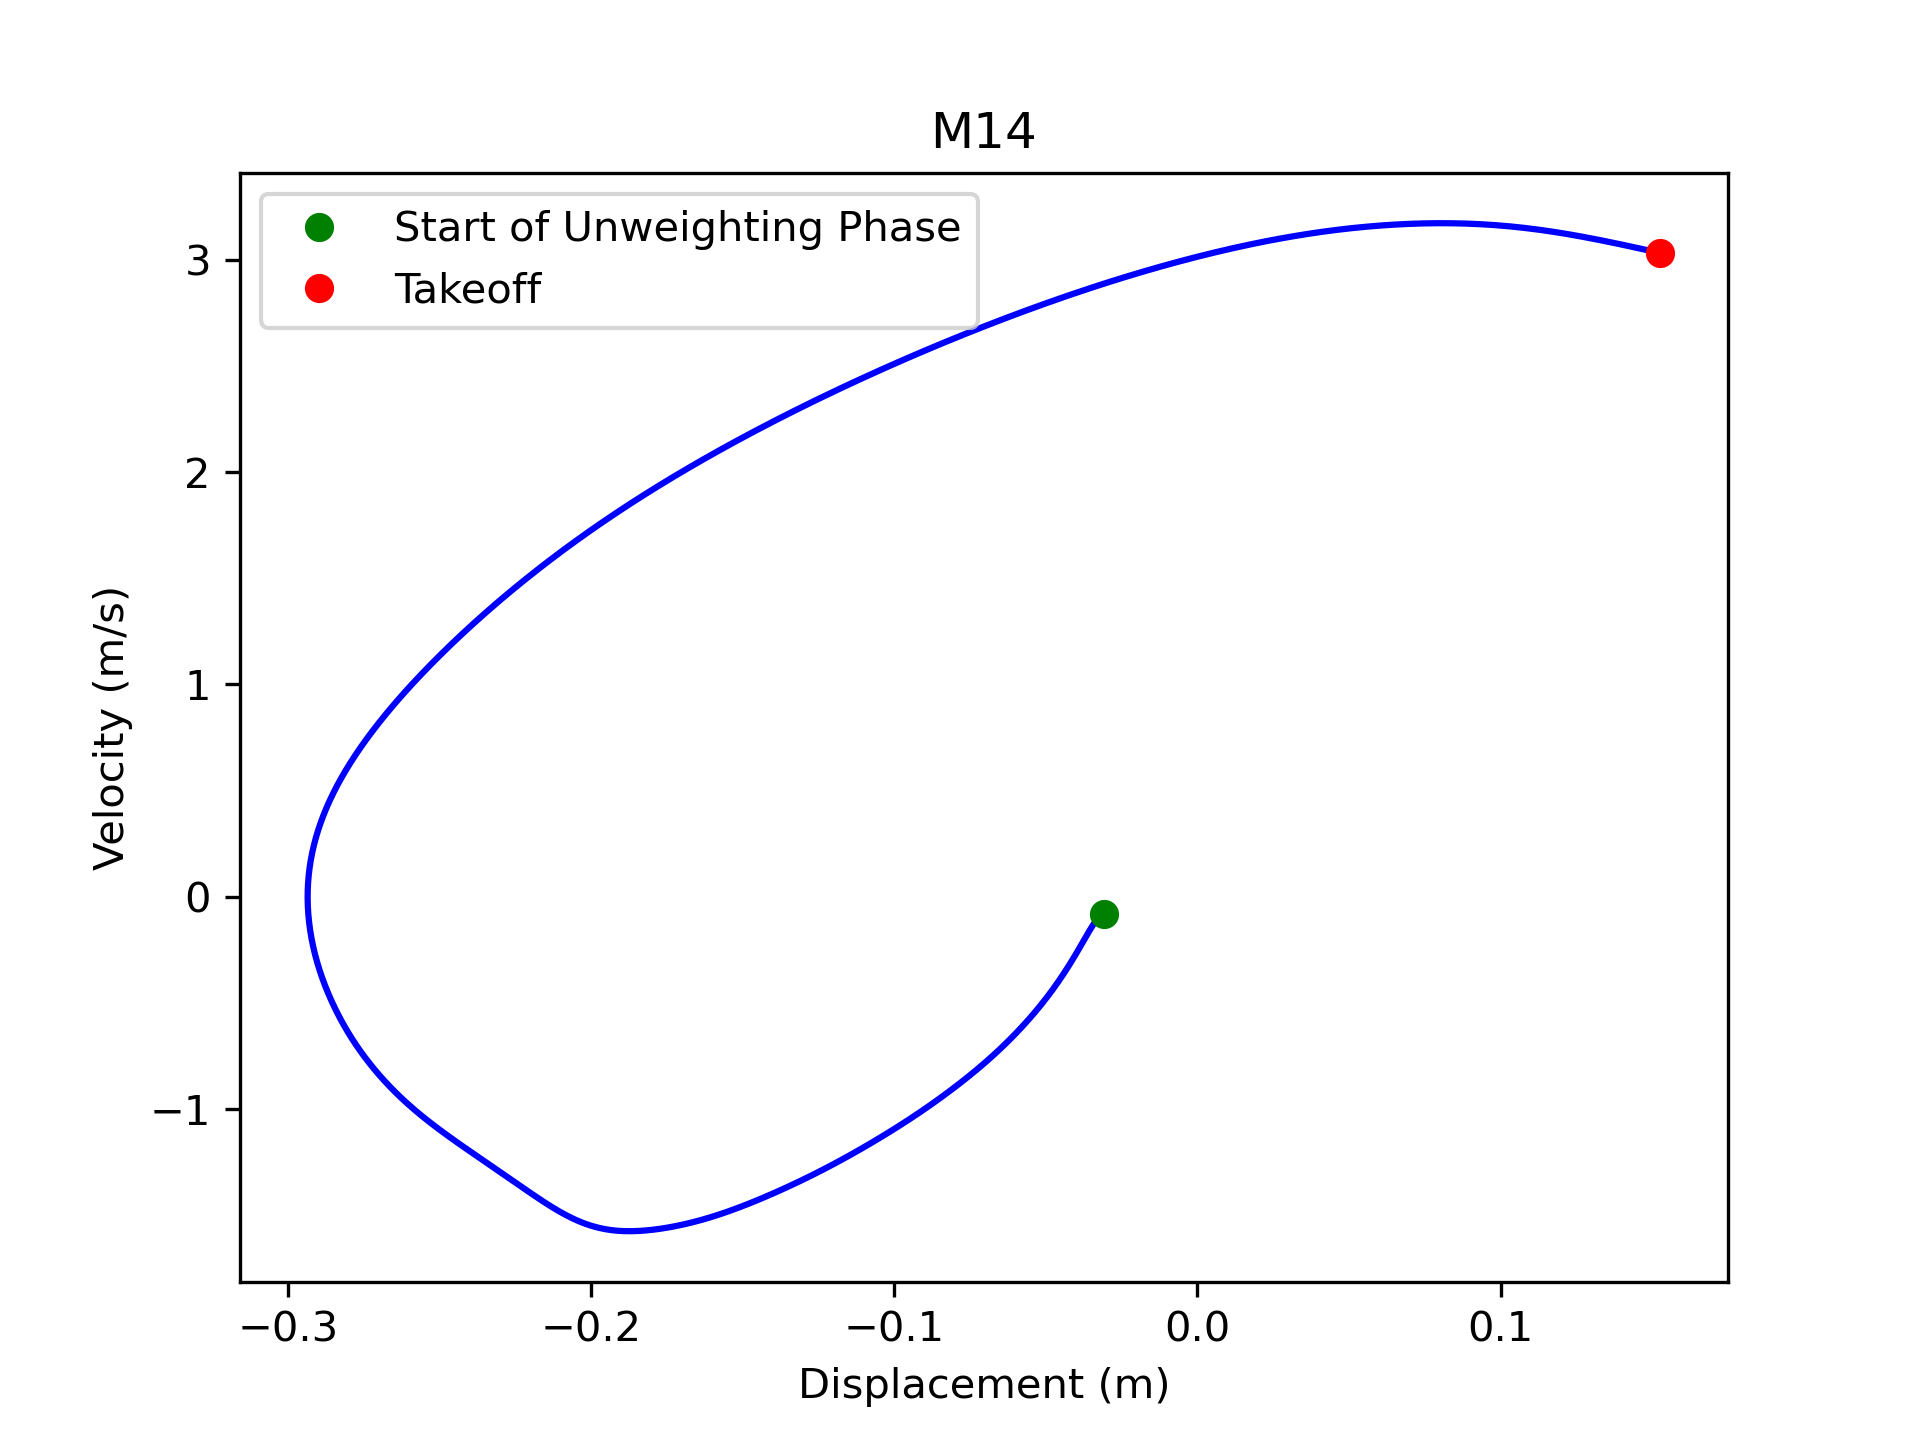 M14
Start of Unweighting Phase
Takeoff
3
2
1
0
−1
Velocity (m/s)
−0.3 −0.2 −0.1 0.0 0.1
Displacement (m)